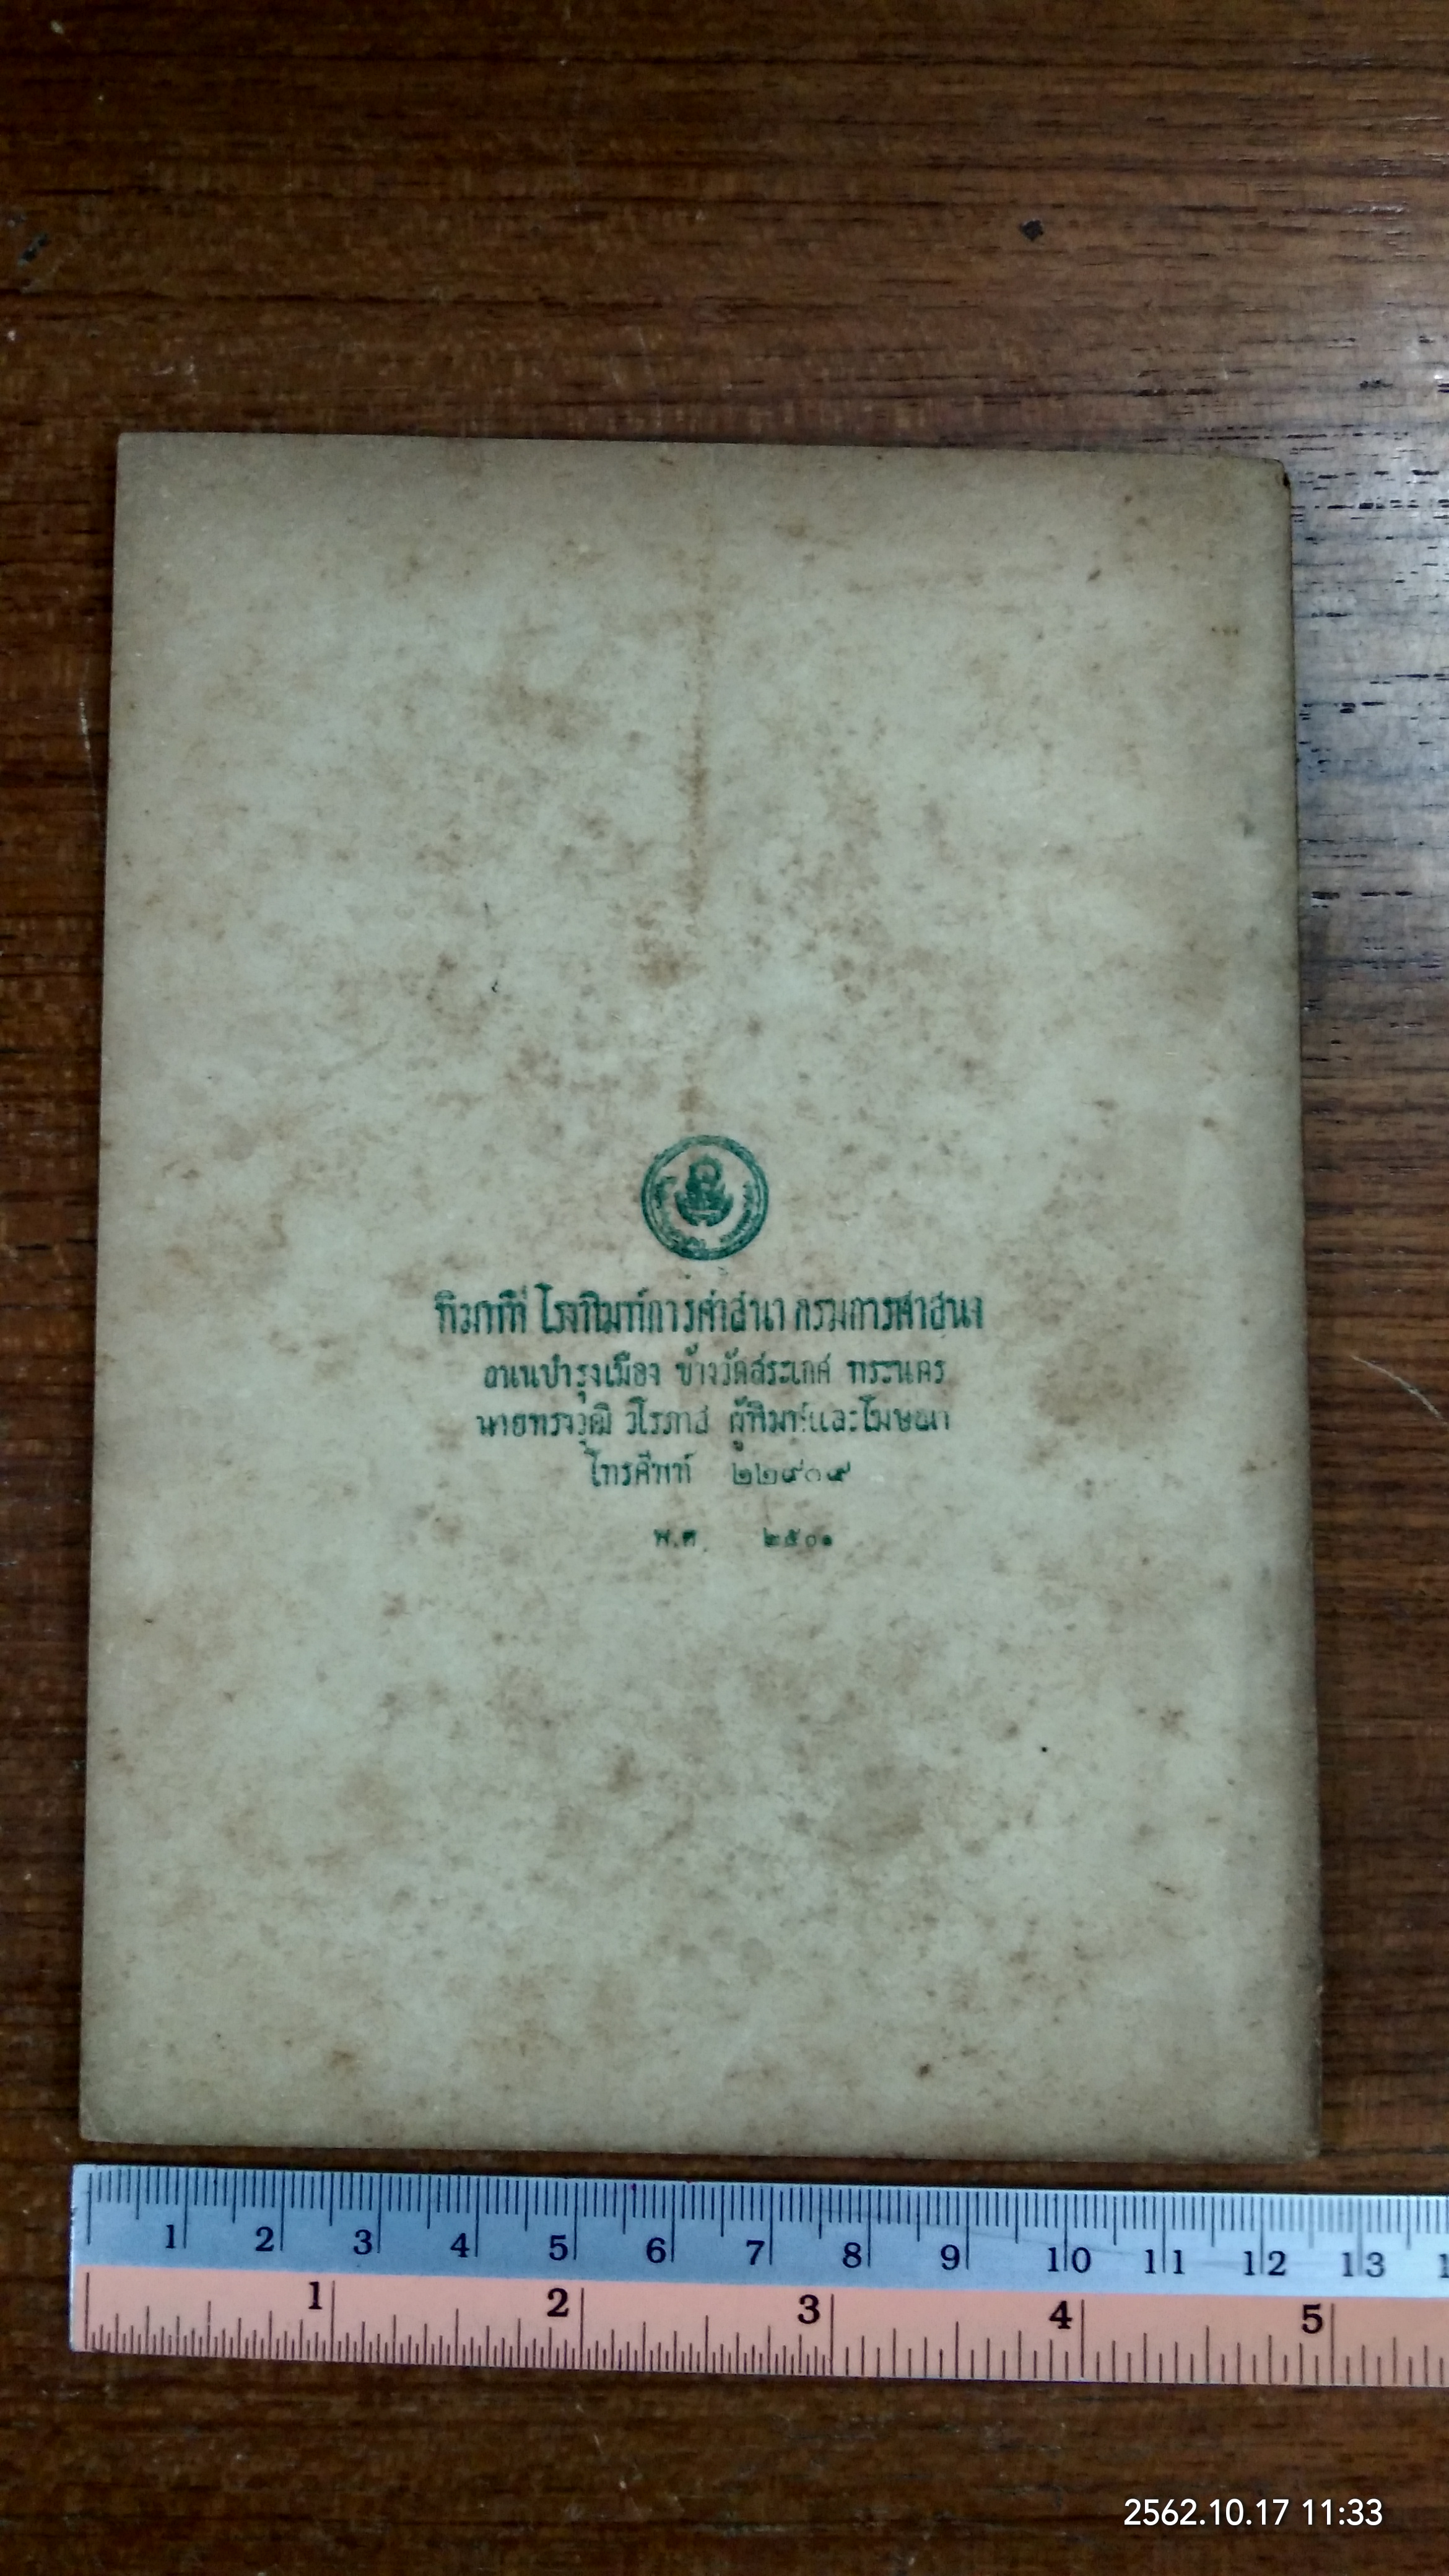 พิมพ์ที่ โรงพิมพ์การศาสนา กรมการศาสนา
ถนนบำรุงเมือง ข้างวัดสระเกศ พระนคร
นายทรงวุฒิ วิโรภาส ผู้พิมพ์และโฆษณา
โทรศัพท์ ๒๒๙๐๙
พ.ศ. ๒๕๐๑
1 2 3 4 5 6 7 8 9 10 11 12 13
1 2 3 4 5
2562.10.17 11:33